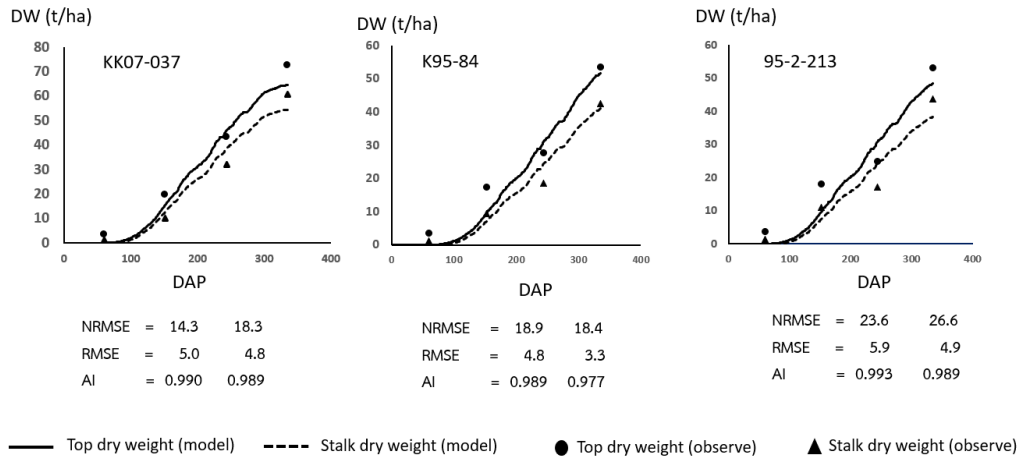 DW (t/ha)
KK07-037
80
70
60
50
40
30
20
10
0
0 100 200 300 400
DAP
NRMSE = 14.3 18.3
RMSE = 5.0 4.8
AI = 0.990 0.989
DW (t/ha)
K95-84
60
50
40
30
20
10
0
0 100 200 300 400
DAP
NRMSE = 18.9 18.4
RMSE = 4.8 3.3
AI = 0.989 0.977
DW (t/ha)
95-2-213
60
50
40
30
20
10
0
0 100 200 300 400
DAP
NRMSE = 23.6 26.6
RMSE = 5.9 4.9
AI = 0.993 0.989
Top dry weight (model) Stalk dry weight (model) Top dry weight (observe) Stalk dry weight (observe)